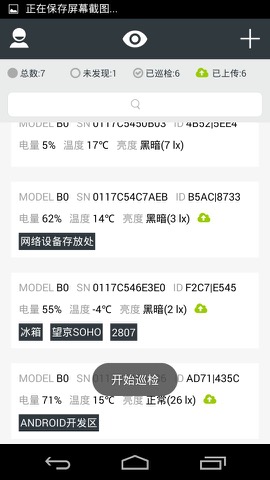 正在保存屏幕截图...
总数:7 未发现:1 已巡检:6 已上传:6
MODEL B0 SN 0117C5450B03 ID 4B52|5EE4
电量 5% 温度 17℃ 亮度 黑暗(7 lx)
MODEL B0 SN 0117C54C7AEB ID B5AC|8733
电量 62% 温度 14℃ 亮度 黑暗(3 lx)
网络设备存放处
MODEL B0 SN 0117C546E3E0 ID F2C7|E545
电量 55% 温度 -4℃ 亮度 黑暗(2 lx)
冰箱 望京SOHO 2807
MODEL B0 SN ID AD71|435C
开始巡检
电量 71% 温度 15℃ 亮度 正常(26 lx)
ANDROID开发区